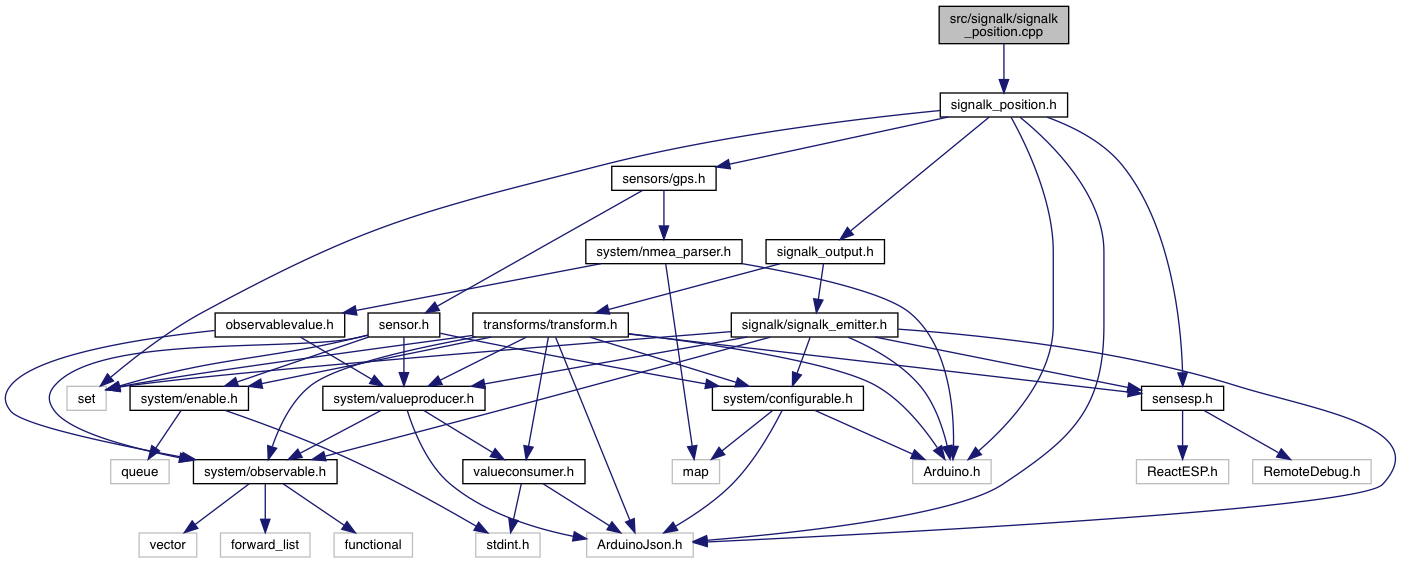 src/signalk/signalk
_position.cpp
signalk_position.h
sensors/gps.h
system/nmea_parser.h
signalk_output.h
observablevalue.h
sensor.h
transforms/transform.h
signalk/signalk_emitter.h
set
system/enable.h
system/valueproducer.h
system/configurable.h
sensesp.h
queue
system/observable.h
valueconsumer.h
map
Arduino.h
ReactESP.h
RemoteDebug.h
vector
forward_list
functional
stdint.h
ArduinoJson.h